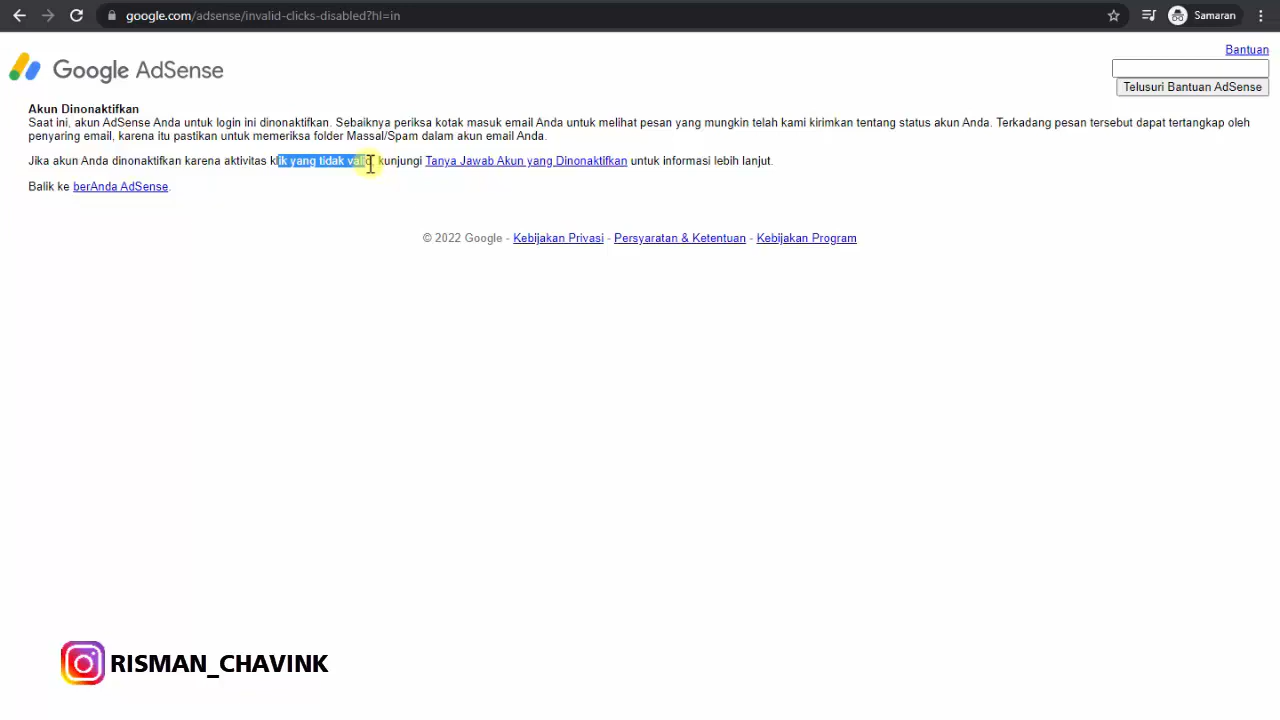 google.com/adsense/invalid-clicks-disabled?hl=in
Samaran
Bantuan
Google AdSense
Telusuri Bantuan AdSense
Akun Dinonaktifkan
Saat ini, akun AdSense Anda untuk login ini dinonaktifkan. Sebaiknya periksa kotak masuk email Anda untuk melihat pesan yang mungkin telah kami kirimkan tentang status akun Anda. Terkadang pesan tersebut dapat tertangkap oleh
penyaring email, karena itu pastikan untuk memeriksa folder Massal/Spam dalam akun email Anda.
Jika akun Anda dinonaktifkan karena aktivitas klik yang tidak valid, kunjungi Tanya Jawab Akun yang Dinonaktifkan untuk informasi lebih lanjut.
Balik ke berAnda AdSense.
© 2022 Google - Kebijakan Privasi - Persyaratan & Ketentuan - Kebijakan Program
RISMAN_CHAVINK